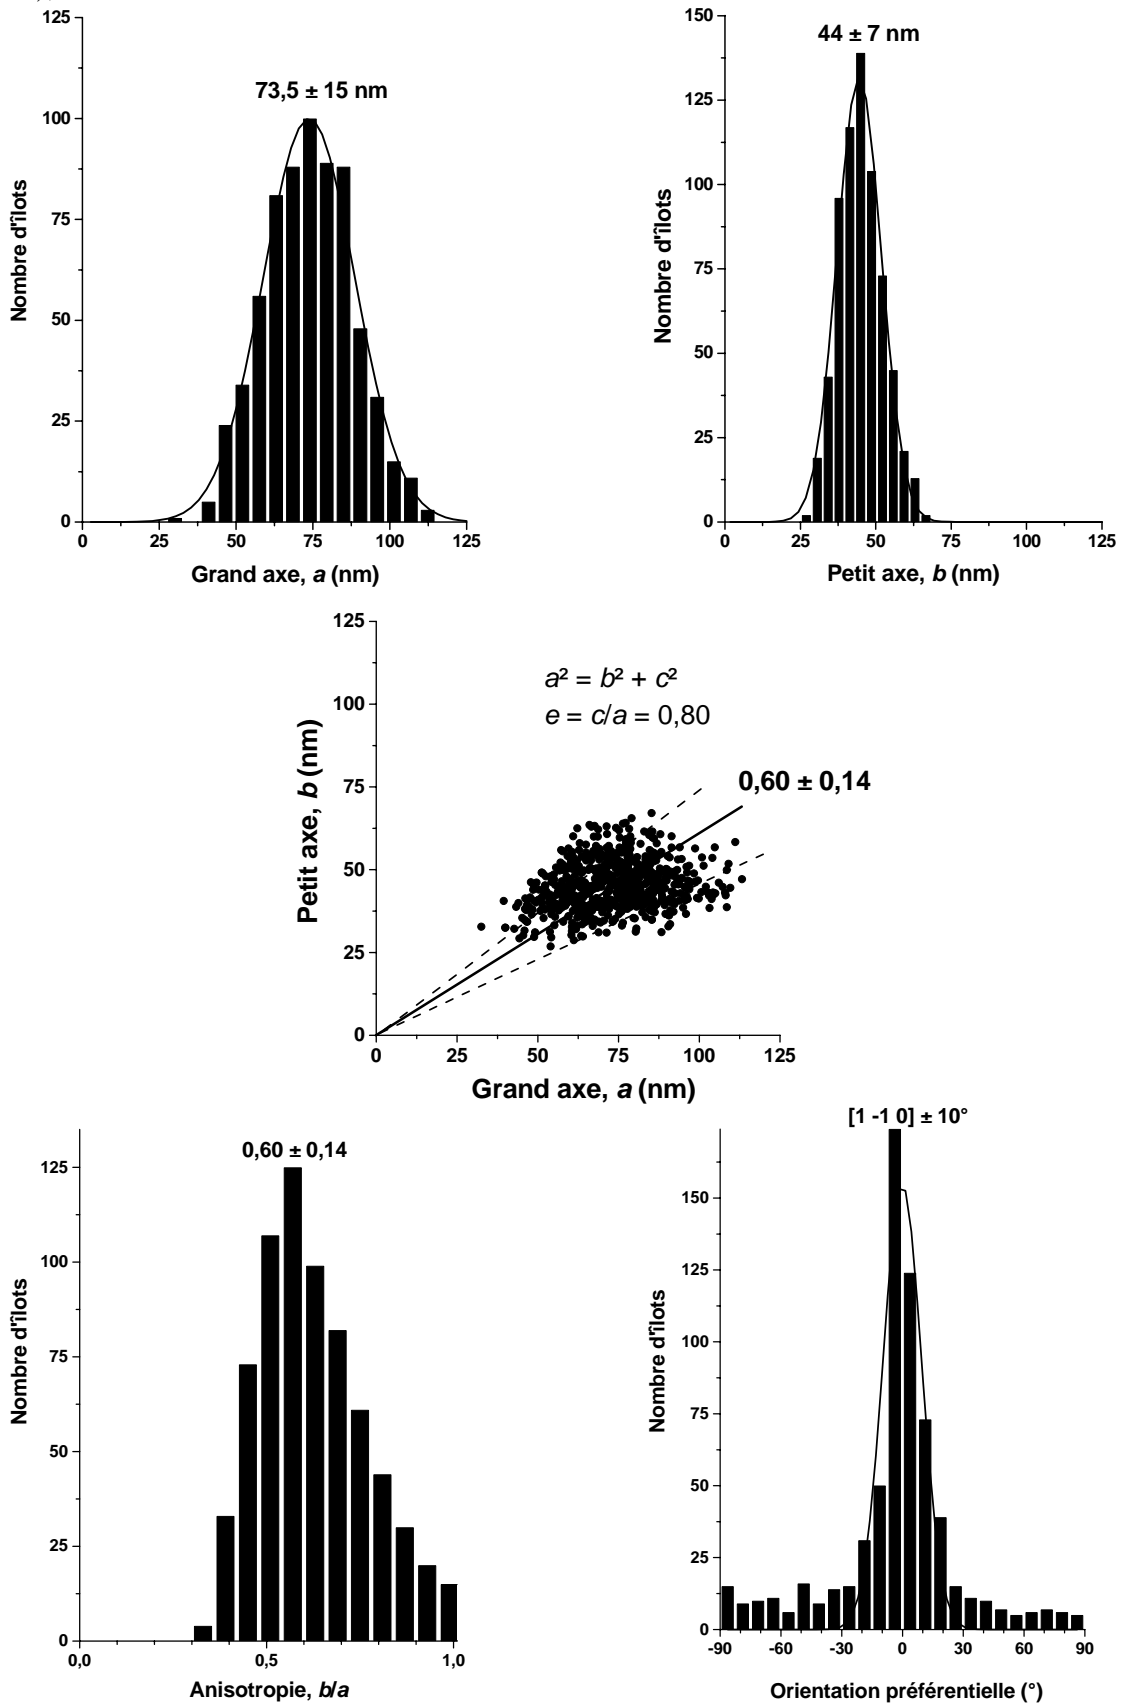 125
100
75
50
25
0
0 25 50 75 100 125
73,5 ± 15 nm
Nombre d'îlots
Grand axe, a (nm)
150
125
100
75
50
25
0
0 25 50 75 100 125
44 ± 7 nm
Nombre d'îlots
Petit axe, b (nm)
125
100
75
50
25
0
0 25 50 75 100 125
a² = b² + c²
e = c/a = 0,80
0,60 ± 0,14
Petit axe, b (nm)
Grand axe, a (nm)
0,60 ± 0,14
125
100
75
50
25
0
0,0 0,5 1,0
Nombre d'îlots
Anisotropie, b/a
[1 -1 0] ± 10°
150
125
100
75
50
25
0
-90 -60 -30 0 30 60 90
Nombre d'îlots
Orientation préférentielle (°)